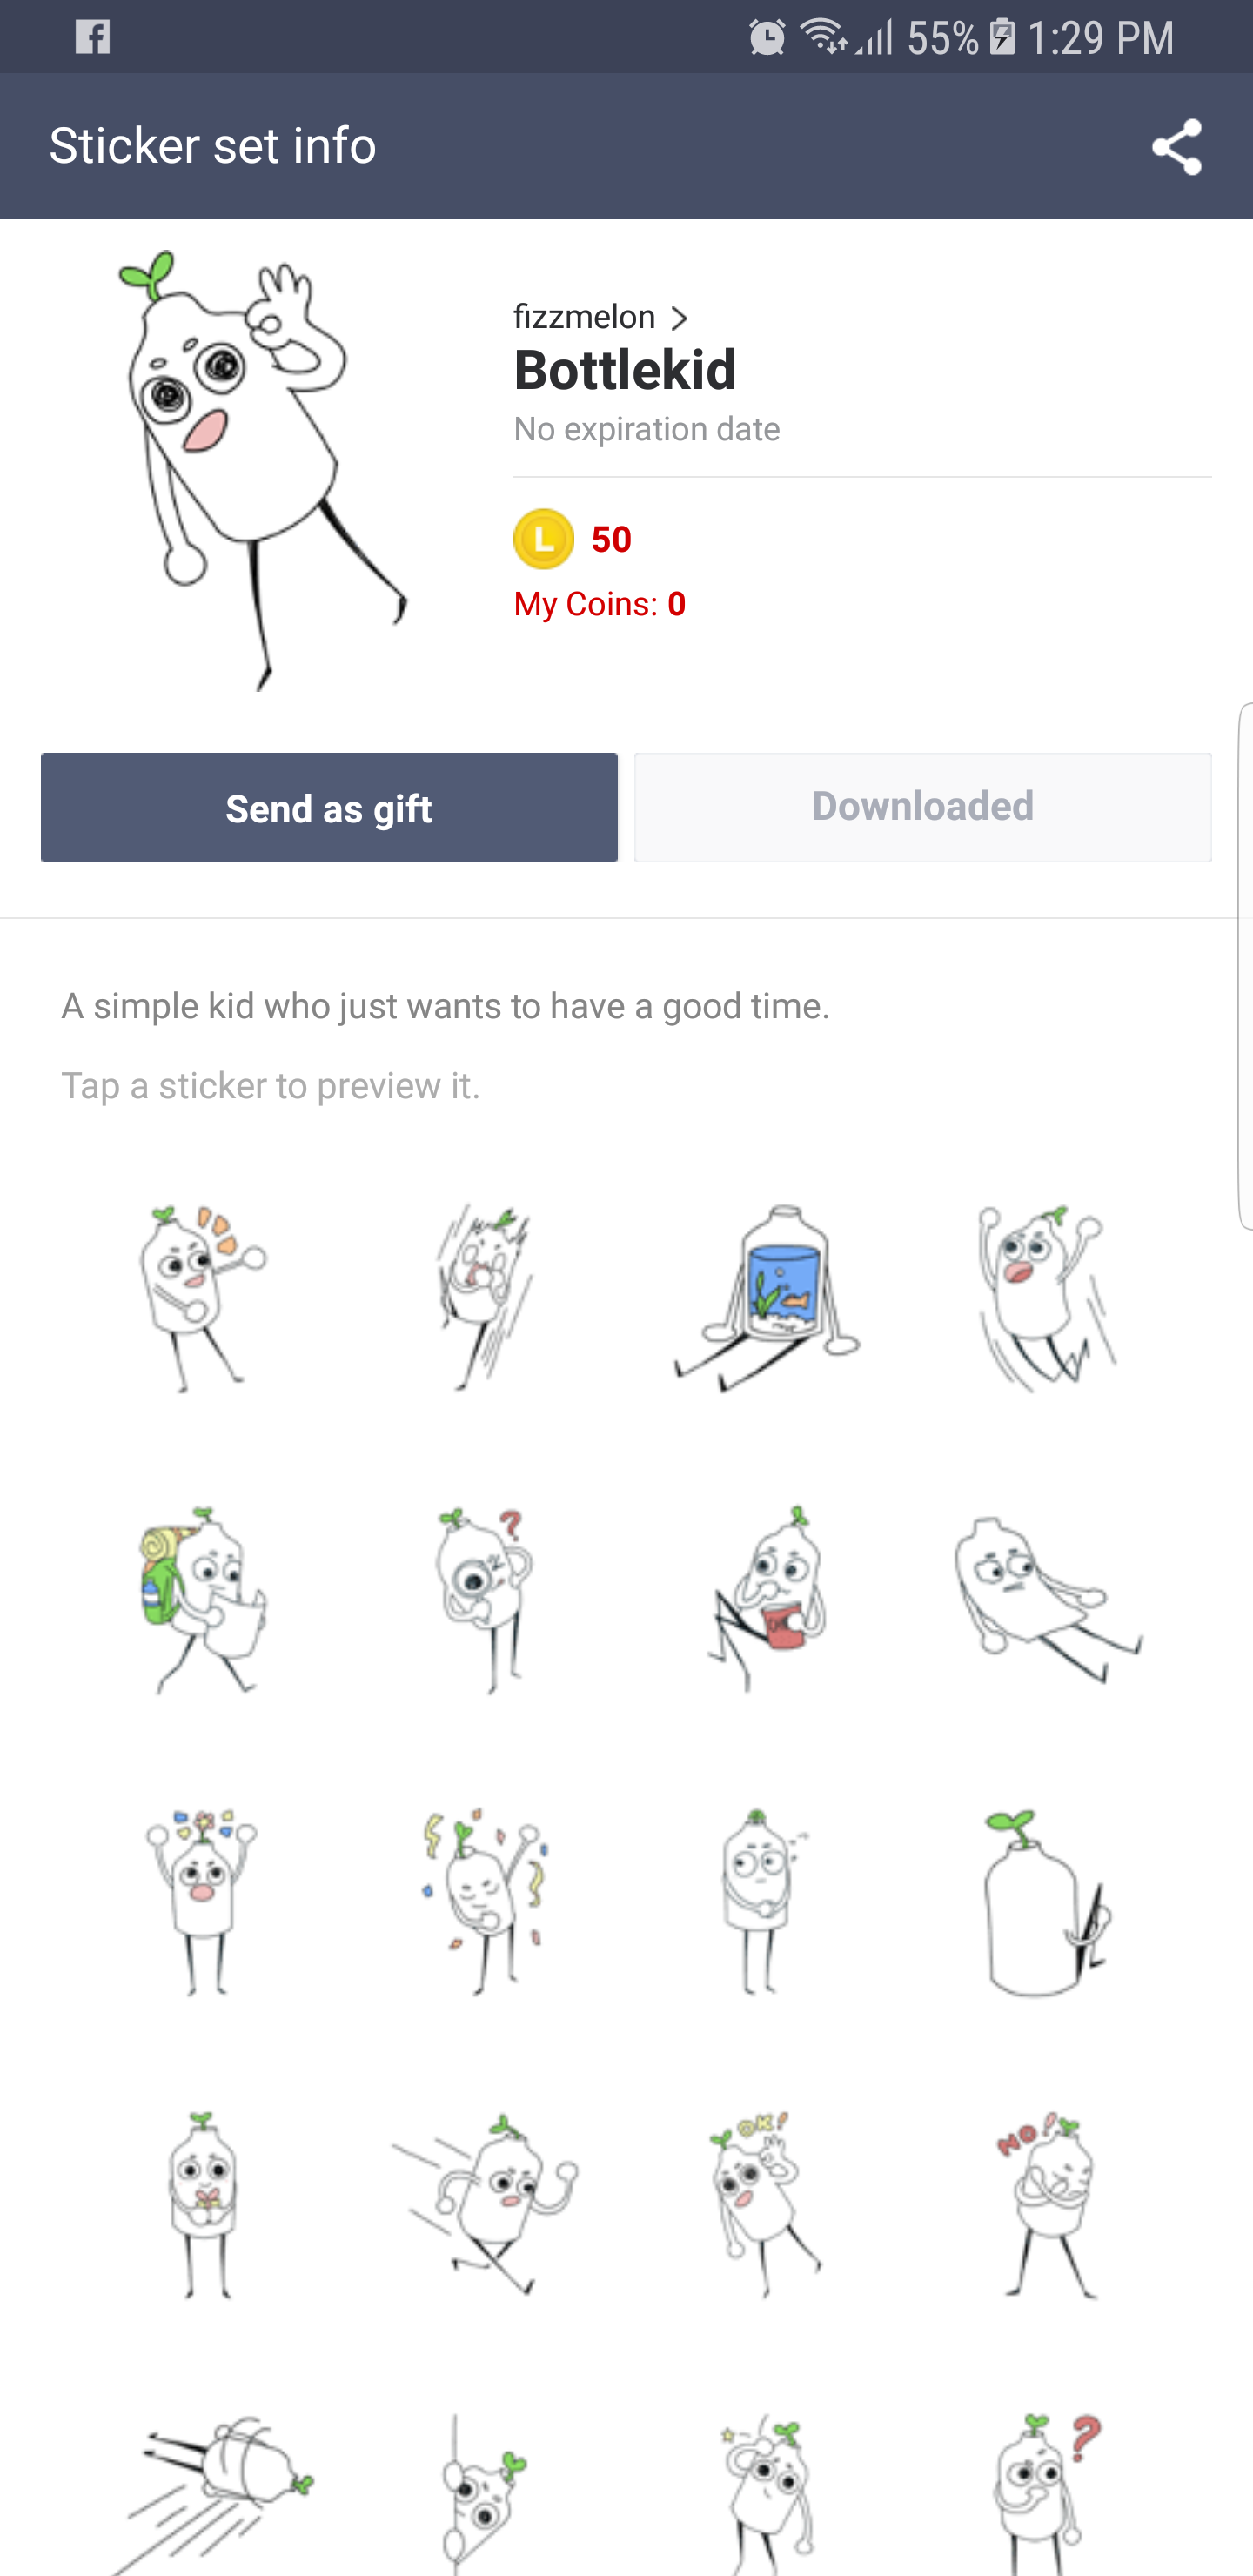 55% 1:29 PM
Sticker set info
fizzmelon
Bottlekid
No expiration date
L 50
My Coins: 0
Send as gift
Downloaded
A simple kid who just wants to have a good time.
Tap a sticker to preview it.
?
OK!
NO!
?